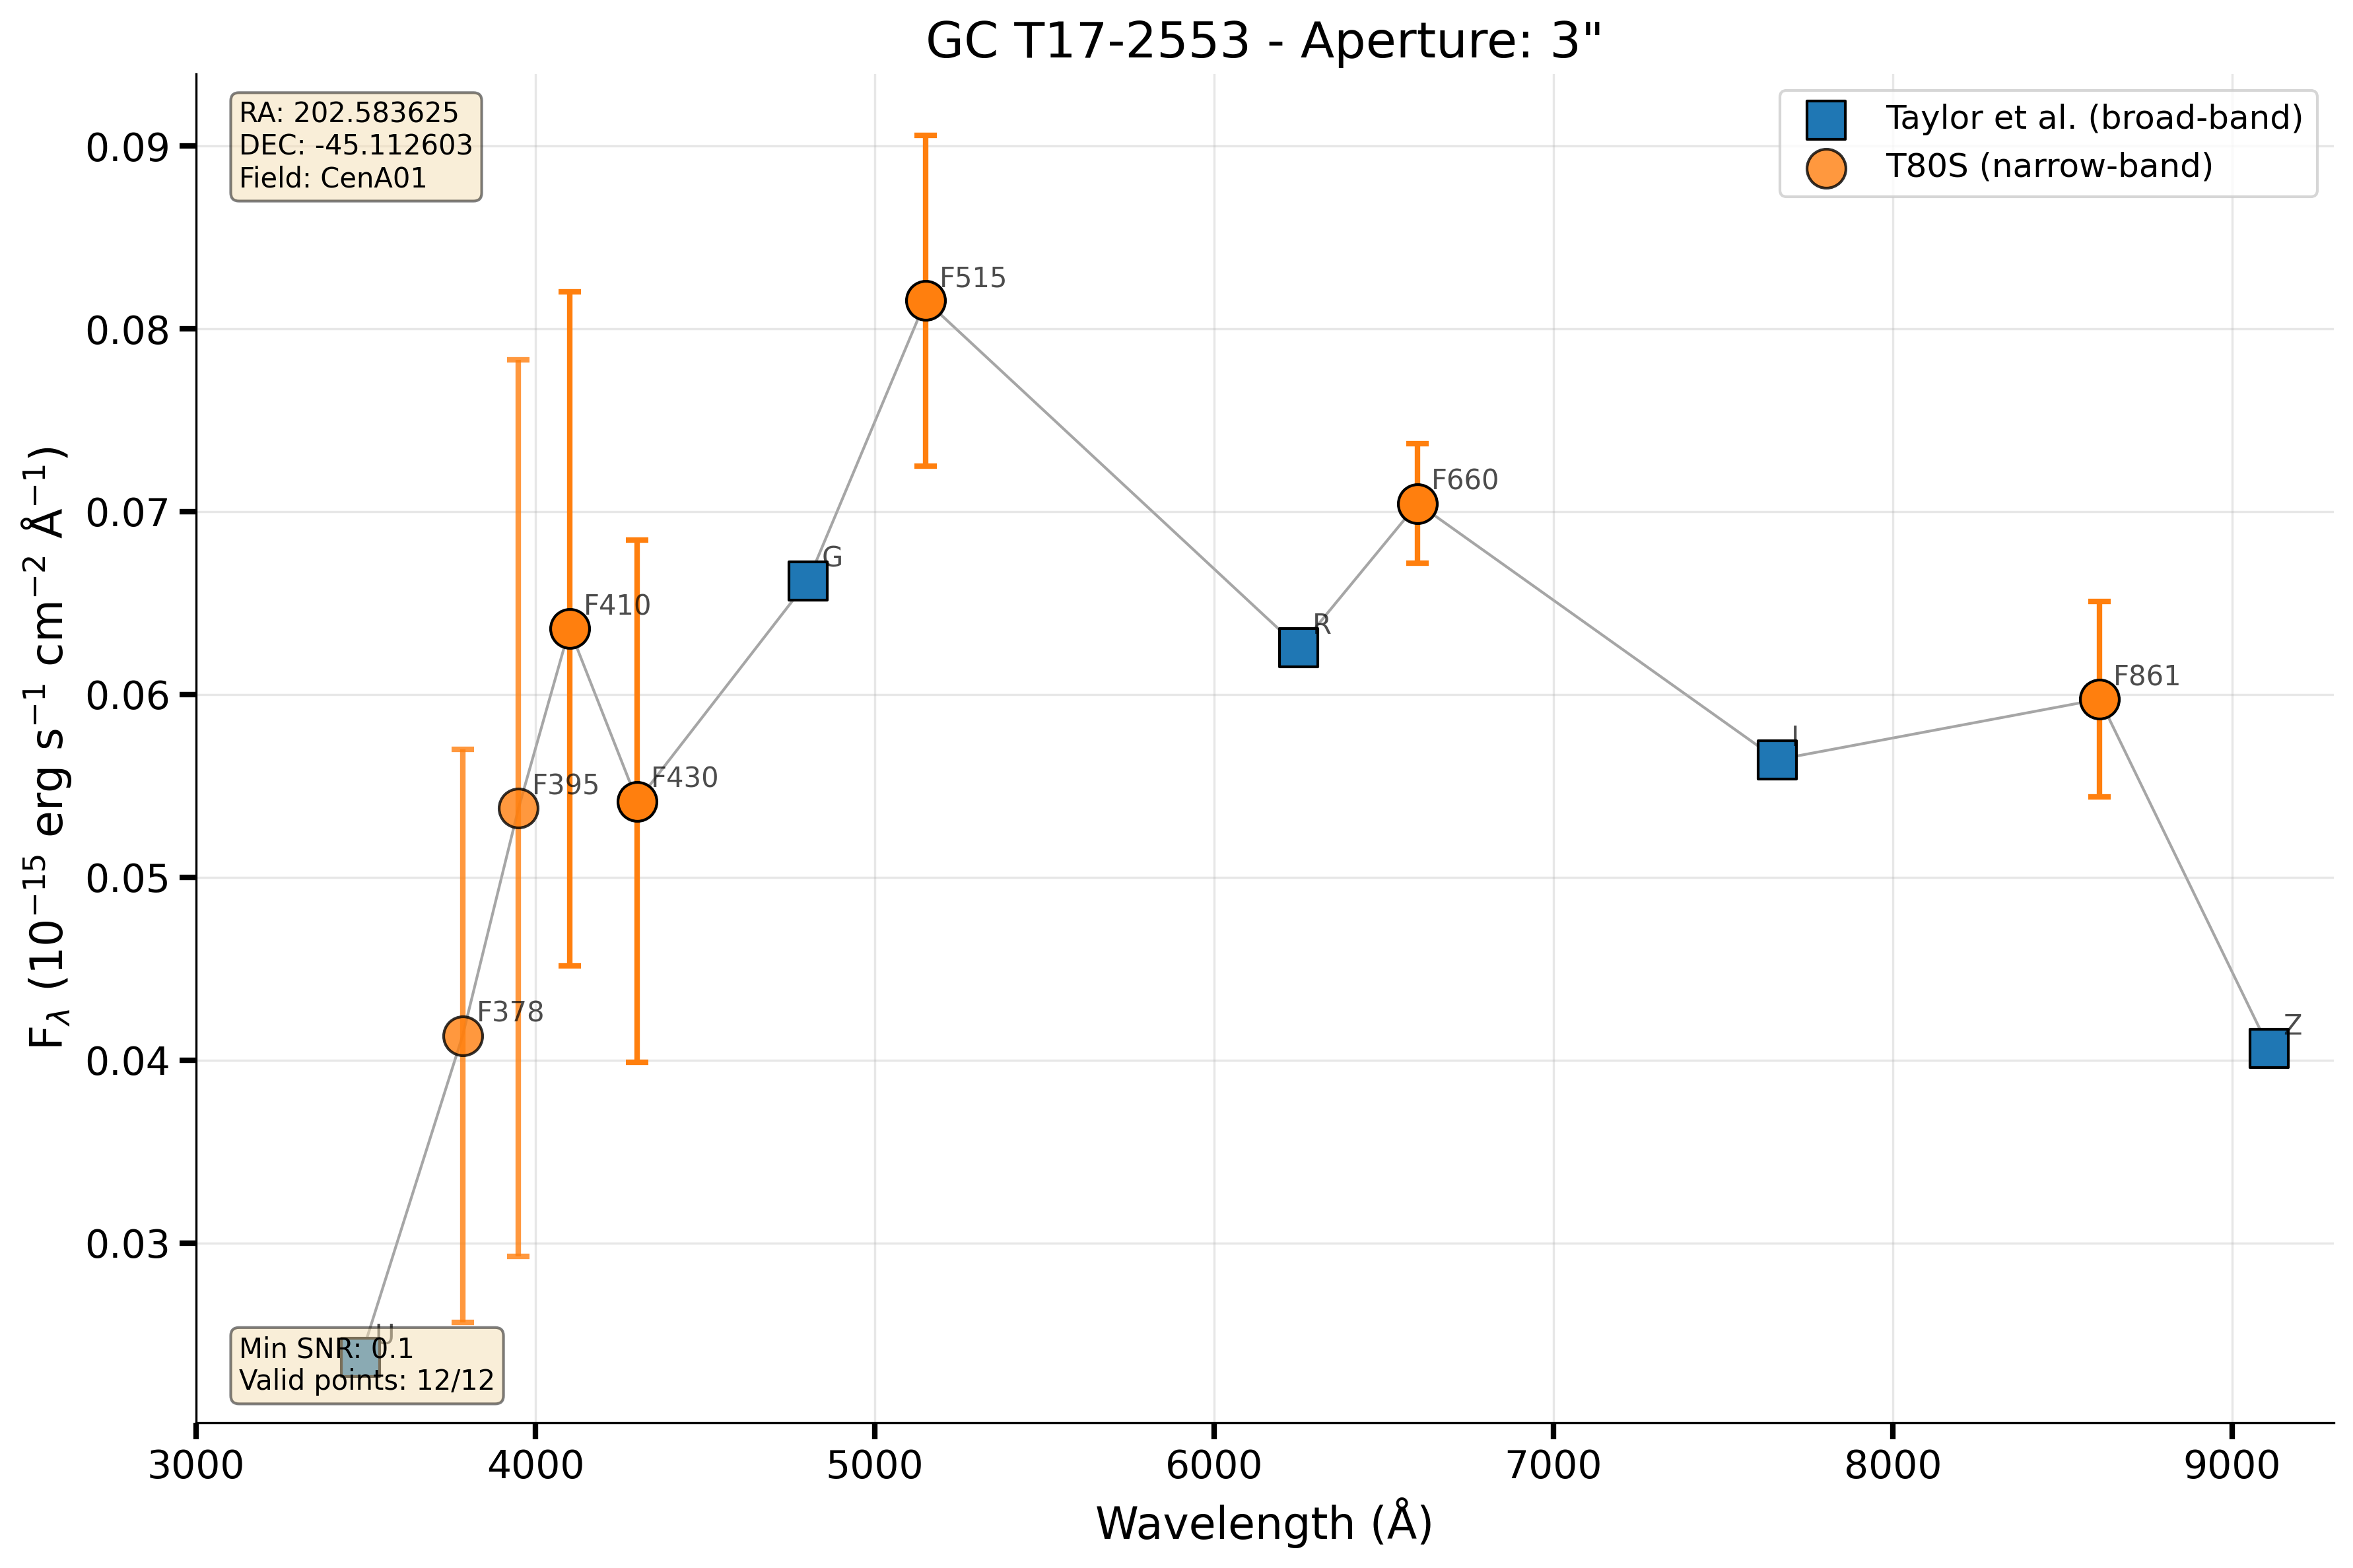 GC T17-2553 - Aperture: 3"
RA: 202.583625
DEC: -45.112603
Field: CenA01
Taylor et al. (broad-band)
T80S (narrow-band)
0.09
0.08
0.07
0.06
0.05
0.04
0.03
F_λ (10⁻¹⁵ erg s⁻¹ cm⁻² Å⁻¹)
F515
F660
G
F410
R
F861
I
F430
F395
F378
Z
U
Min SNR: 0.1
Valid points: 12/12
3000 4000 5000 6000 7000 8000 9000
Wavelength (Å)